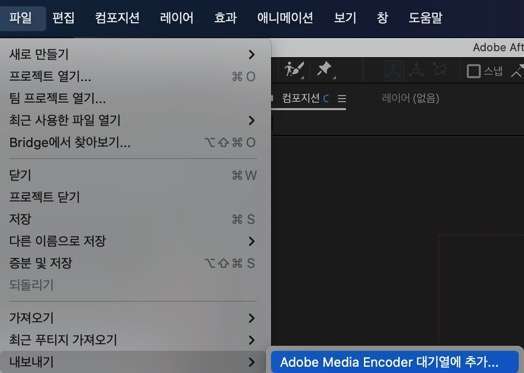 파일 편집 컴포지션 레이어 효과 애니메이션 보기 창 도움말
Adobe Aft
새로 만들기
프로젝트 열기... ⌘ O
스냅
팀 프로젝트 열기...
컴포지션 C 레이어 (없음)
최근 사용한 파일 열기
Bridge에서 찾아보기... ⌥⇧⌘ O
닫기 ⌘ W
프로젝트 닫기
저장 ⌘ S
다른 이름으로 저장
증분 및 저장 ⌥⇧⌘ S
되돌리기
가져오기
최근 푸티지 가져오기
내보내기
Adobe Media Encoder 대기열에 추가...